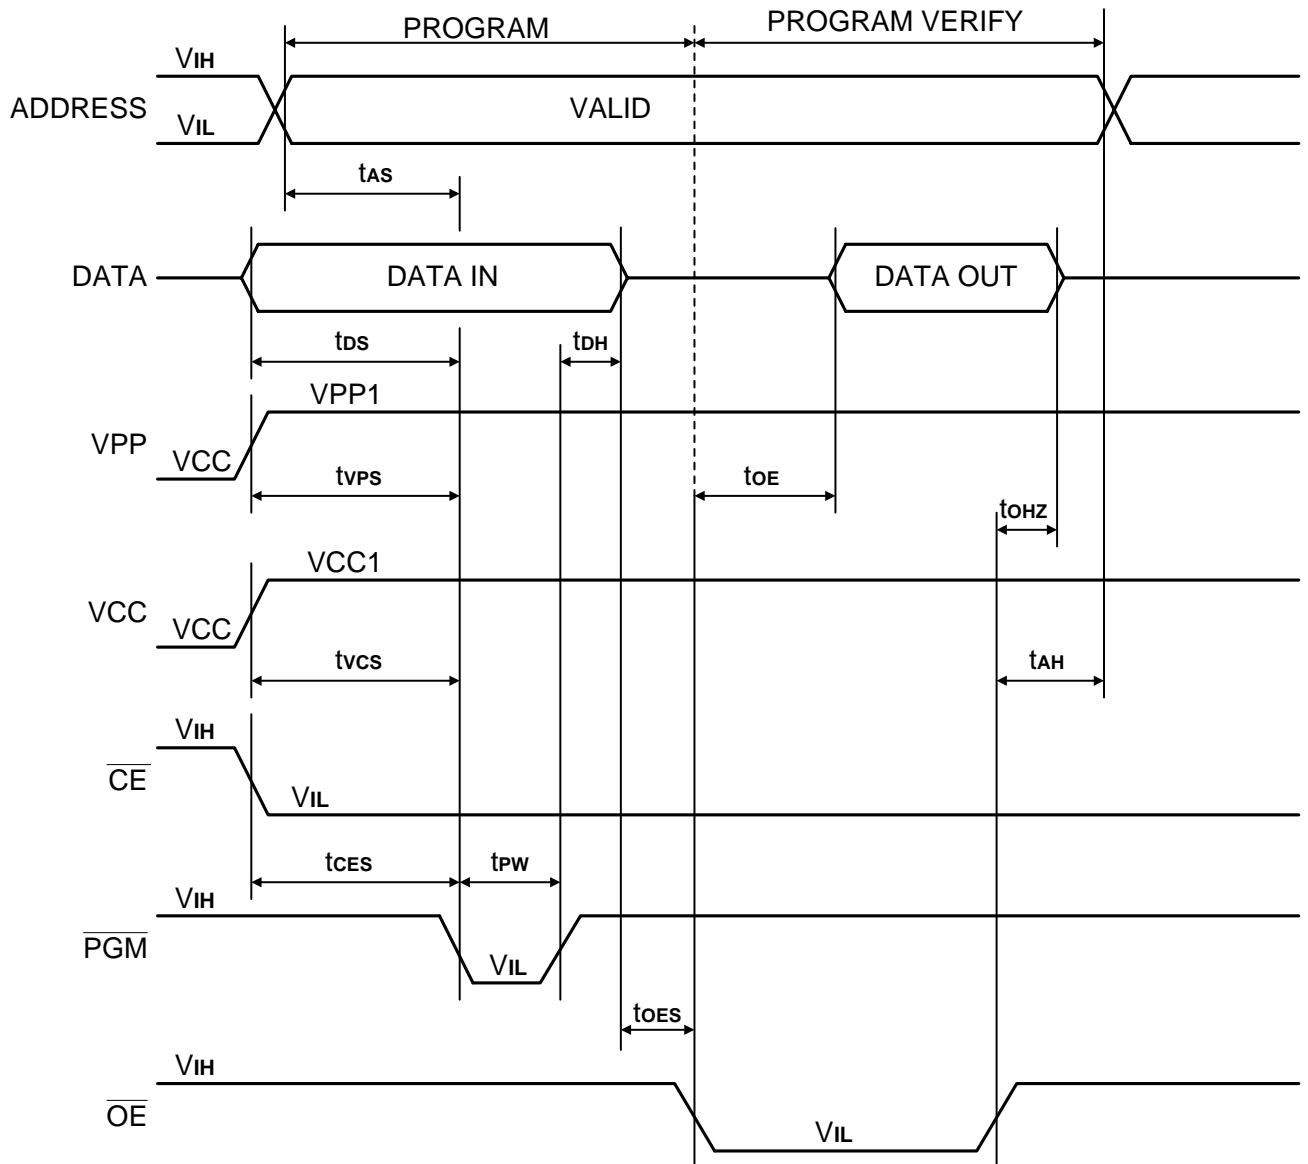 PROGRAM
PROGRAM VERIFY
VIH
ADDRESS
VALID
VIL
tAS
DATA
DATA IN
DATA OUT
tDS
tDH
VPP1
VPP
VCC
tVPS
tOE
tOHZ
VCC1
VCC
VCC
tVCS
tAH
VIH
CE
VIL
tCES
tPW
VIH
PGM
VIL
tOES
VIH
OE
VIL